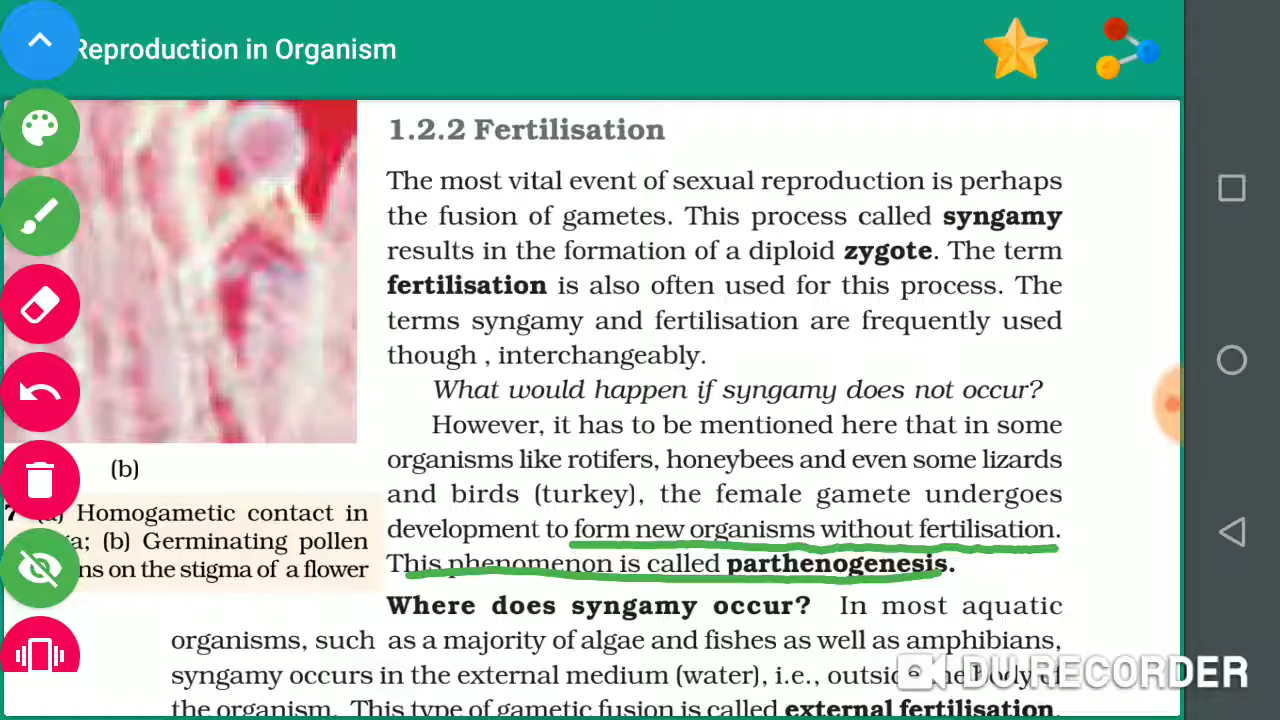 Reproduction in Organism
1.2.2 Fertilisation
The most vital event of sexual reproduction is perhaps
the fusion of gametes. This process called syngamy
results in the formation of a diploid zygote. The term
fertilisation is also often used for this process. The
terms syngamy and fertilisation are frequently used
though , interchangeably.
What would happen if syngamy does not occur?
However, it has to be mentioned here that in some
organisms like rotifers, honeybees and even some lizards
and birds (turkey), the female gamete undergoes
development to form new organisms without fertilisation.
This phenomenon is called parthenogenesis.
(b)
7 (a) Homogametic contact in
(b) Germinating pollen
on the stigma of a flower
Where does syngamy occur? In most aquatic
organisms, such as a majority of algae and fishes as well as amphibians,
syngamy occurs in the external medium (water), i.e., outside the body of
the organism. This type of gametic fusion is called external fertilisation.
DU RECORDER